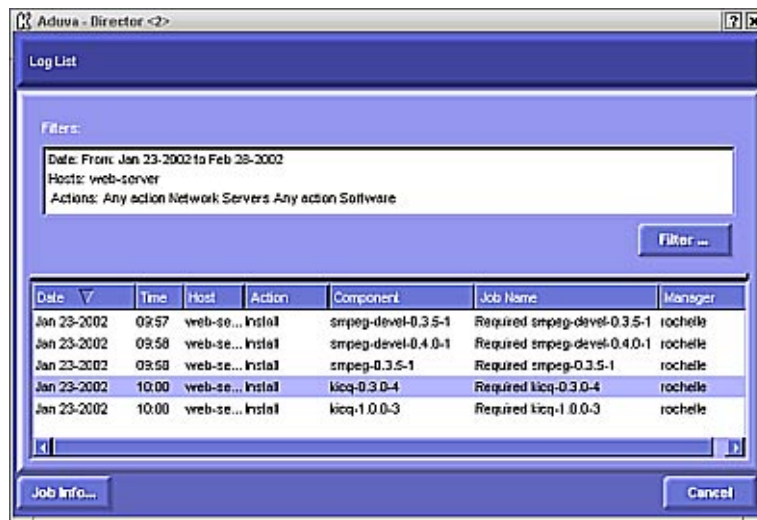 Aduva - Director <2>
Log List
Filters:
Date: From: Jan 23-2002 to Feb 28-2002
Hosts: web-server
Actions: Any action Network Servers Any action Software
Filter ...
Date Time Host Action Component Job Name Manager
Jan 23-2002 09:57 web-se... Install smpeg-devel-0.3.5-1 Required smpeg-devel-0.3.5-1 rochelle
Jan 23-2002 09:58 web-se... Install smpeg-devel-0.4.0-1 Required smpeg-devel-0.4.0-1 rochelle
Jan 23-2002 09:58 web-se... Install smpeg-0.3.5-1 Required smpeg-0.3.5-1 rochelle
Jan 23-2002 10:00 web-se... Install kicq-0.3.0-4 Required kicq-0.3.0-4 rochelle
Jan 23-2002 10:00 web-se... Install kicq-1.0.0-3 Required kicq-1.0.0-3 rochelle
Job Info... Cancel